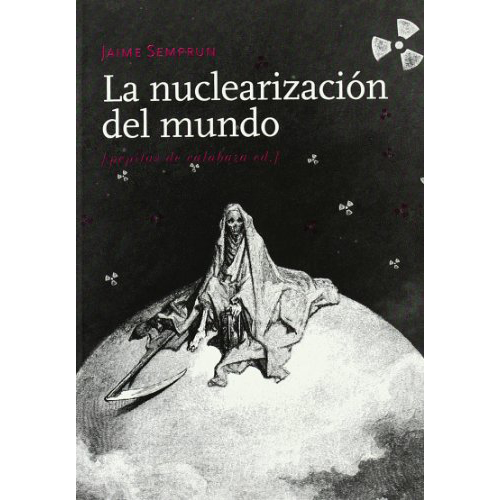 Jaime Semprun
La nuclearización
del mundo
[pepitas de calabaza ed.]